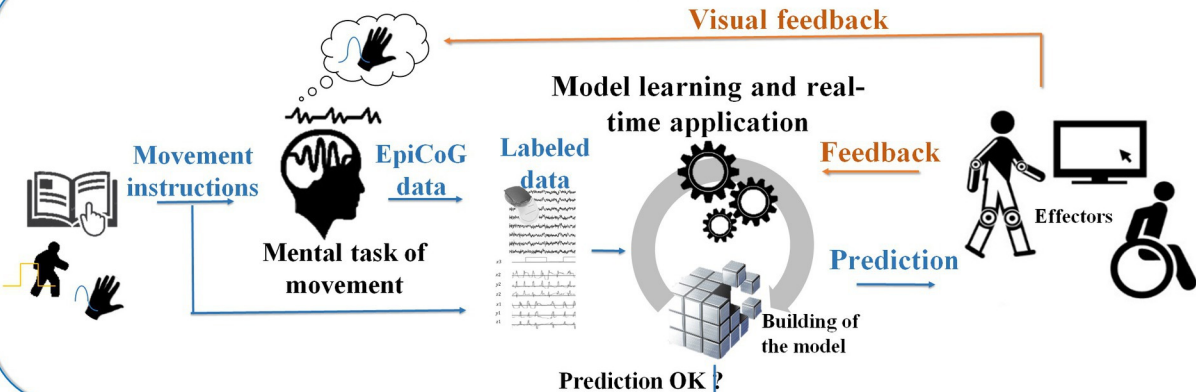 Visual feedback
Model learning and real-
time application
Movement
instructions
EpiCoG
data
Labeled
data
Feedback
Effectors
Mental task of
movement
Prediction
Building of
the model
Prediction OK ?